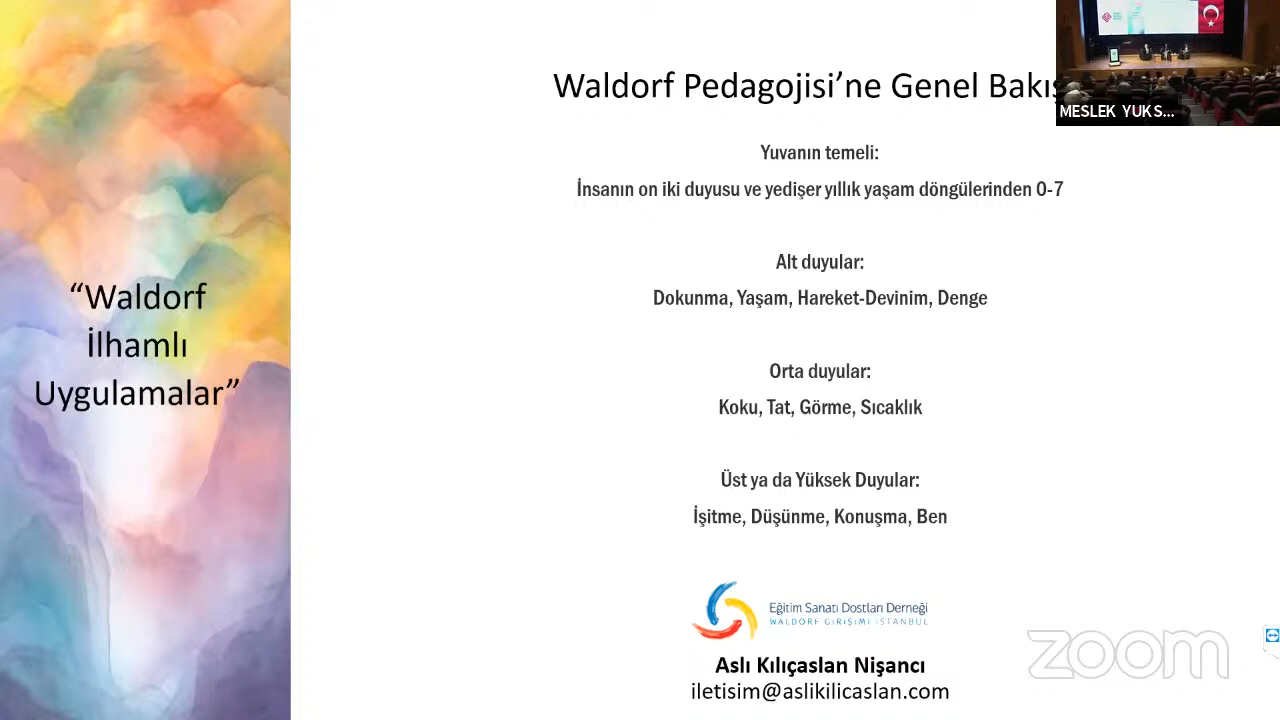 “Waldorf
İlhamlı
Uygulamalar”
Waldorf Pedagojisi’ne Genel Bakış
MESLEK YUKS...
Yuvanın temeli:
İnsanın on iki duyusu ve yedişer yıllık yaşam döngülerinden 0-7
Alt duyular:
Dokunma, Yaşam, Hareket-Devinim, Denge
Orta duyular:
Koku, Tat, Görme, Sıcaklık
Üst ya da Yüksek Duyular:
İşitme, Düşünme, Konuşma, Ben
Eğitim Sanatı Dostları Derneği
WALDORF GİRİŞİMİ İSTANBUL
Aslı Kılıçaslan Nişancı
iletisim@aslikilicaslan.com
zoom